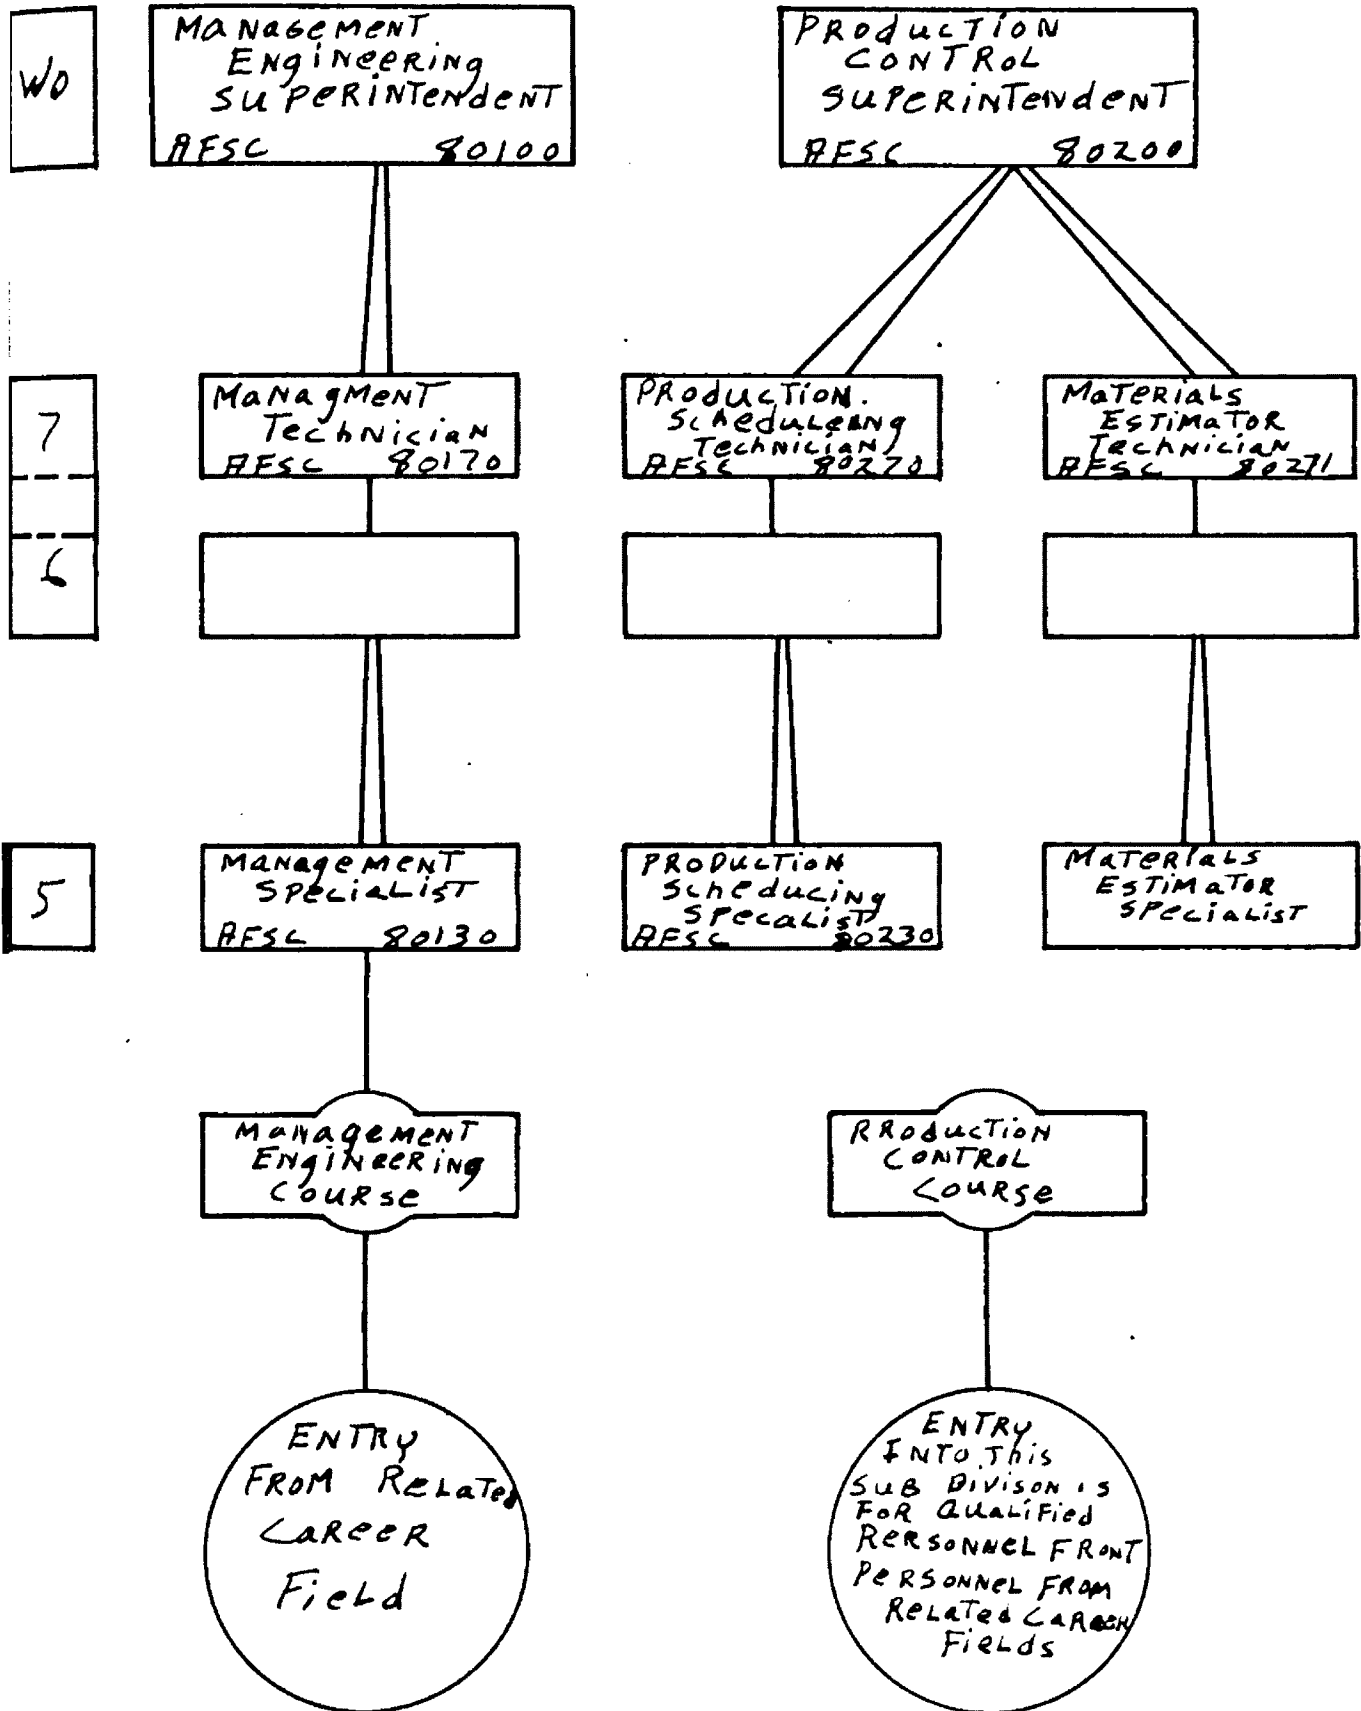 WO
MANAGEMENT
ENgiNEERiNg
SUPERiNTENdENT
AFSC 80100
PRODUCTION
CONTROL
SUPERiNTENdENT
AFSC 80200
7
MANAgMENT
TEchNiciAN
AFSC 80170
PRODUCTION.
SchEdULEANg
TEchNiciAN
AFSC 80270
MATERiALS
ESTiMATOR
TEchNiciAN
AFSC 80271
6
5
MANAgEMENT
SPECiALiST
AFSC 80130
PRODUCTION
SchEducing
SPECALiST
AFSC 80230
MATERIALS
ESTiMATOR
SPECiALiST
MANAgEMENT
ENgiNEERiNg
COURSE
RRODUCTION
CONTROL
COURSE
ENTRy
FROM RELATED
CAREER
FiELd
ENTRy
INTO This
SUB DiVisON is
FOR QUALiFiEd
RERSONNEL FRONT
PERSONNEL FROM
RELATEd CAREER
FiELdS